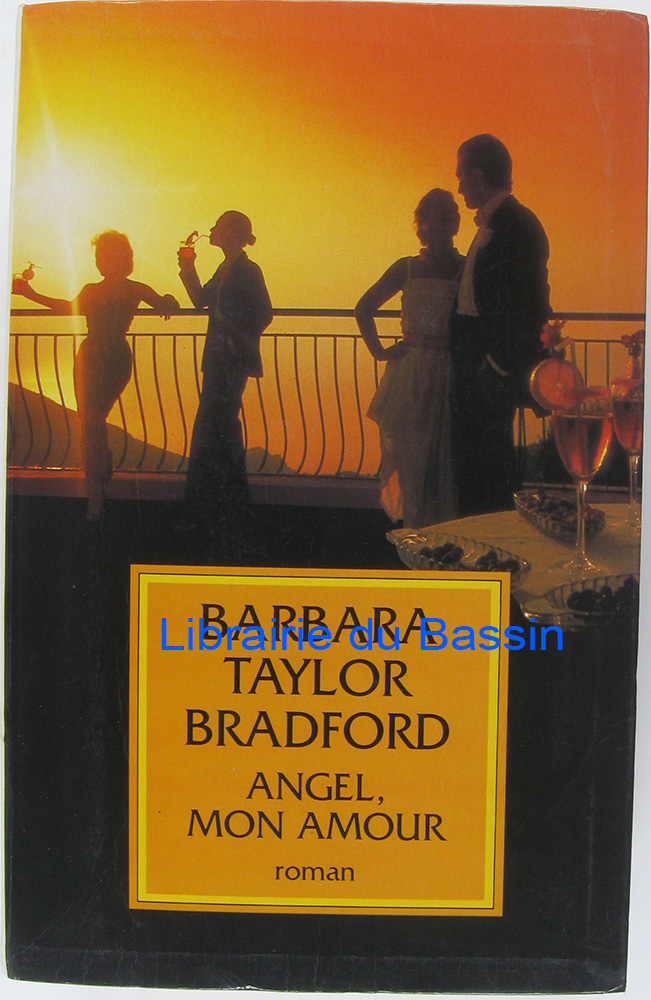 BARBARA
Librairie du Bassin
TAYLOR
BRADFORD
ANGEL,
MON AMOUR
roman